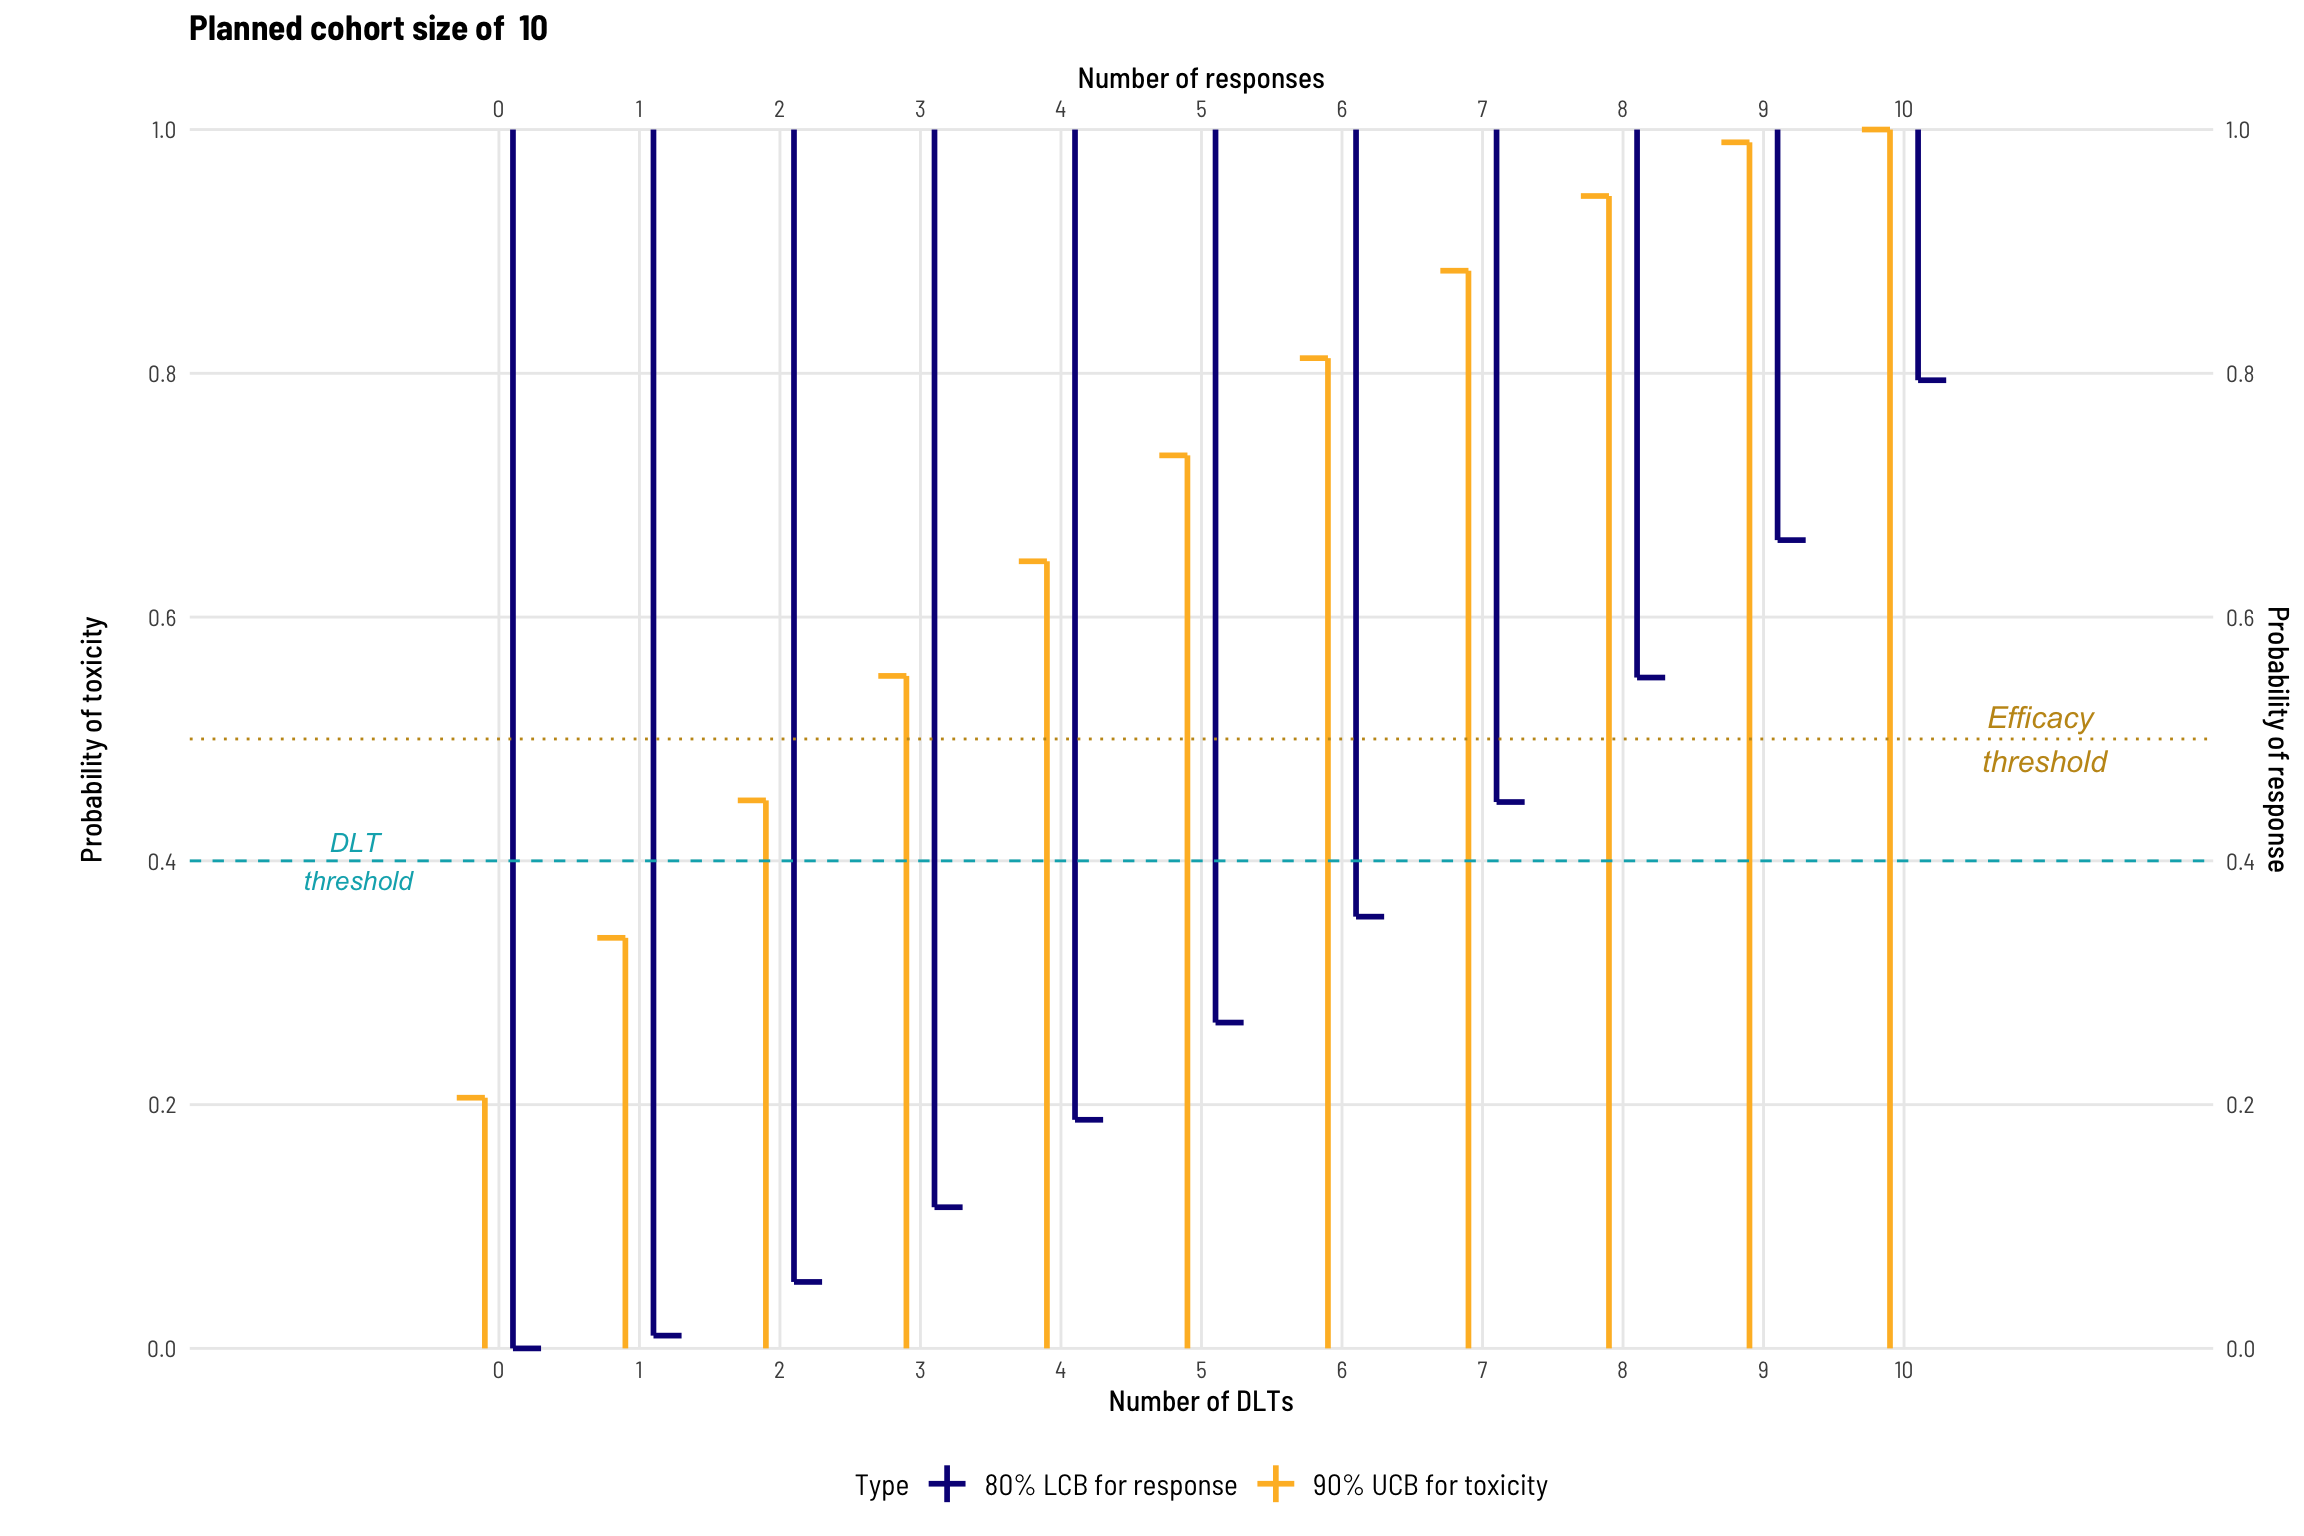 Planned cohort size of  10
Number of responses
0 1 2 3 4 5 6 7 8 9 10
1.0 1.0
0.8 0.8
0.6 0.6
Efficacy
threshold
DLT
0.4 0.4
threshold
0.2 0.2
0.0 0.0
Probability of toxicity
Probability of response
0 1 2 3 4 5 6 7 8 9 10
Number of DLTs
Type 80% LCB for response 90% UCB for toxicity